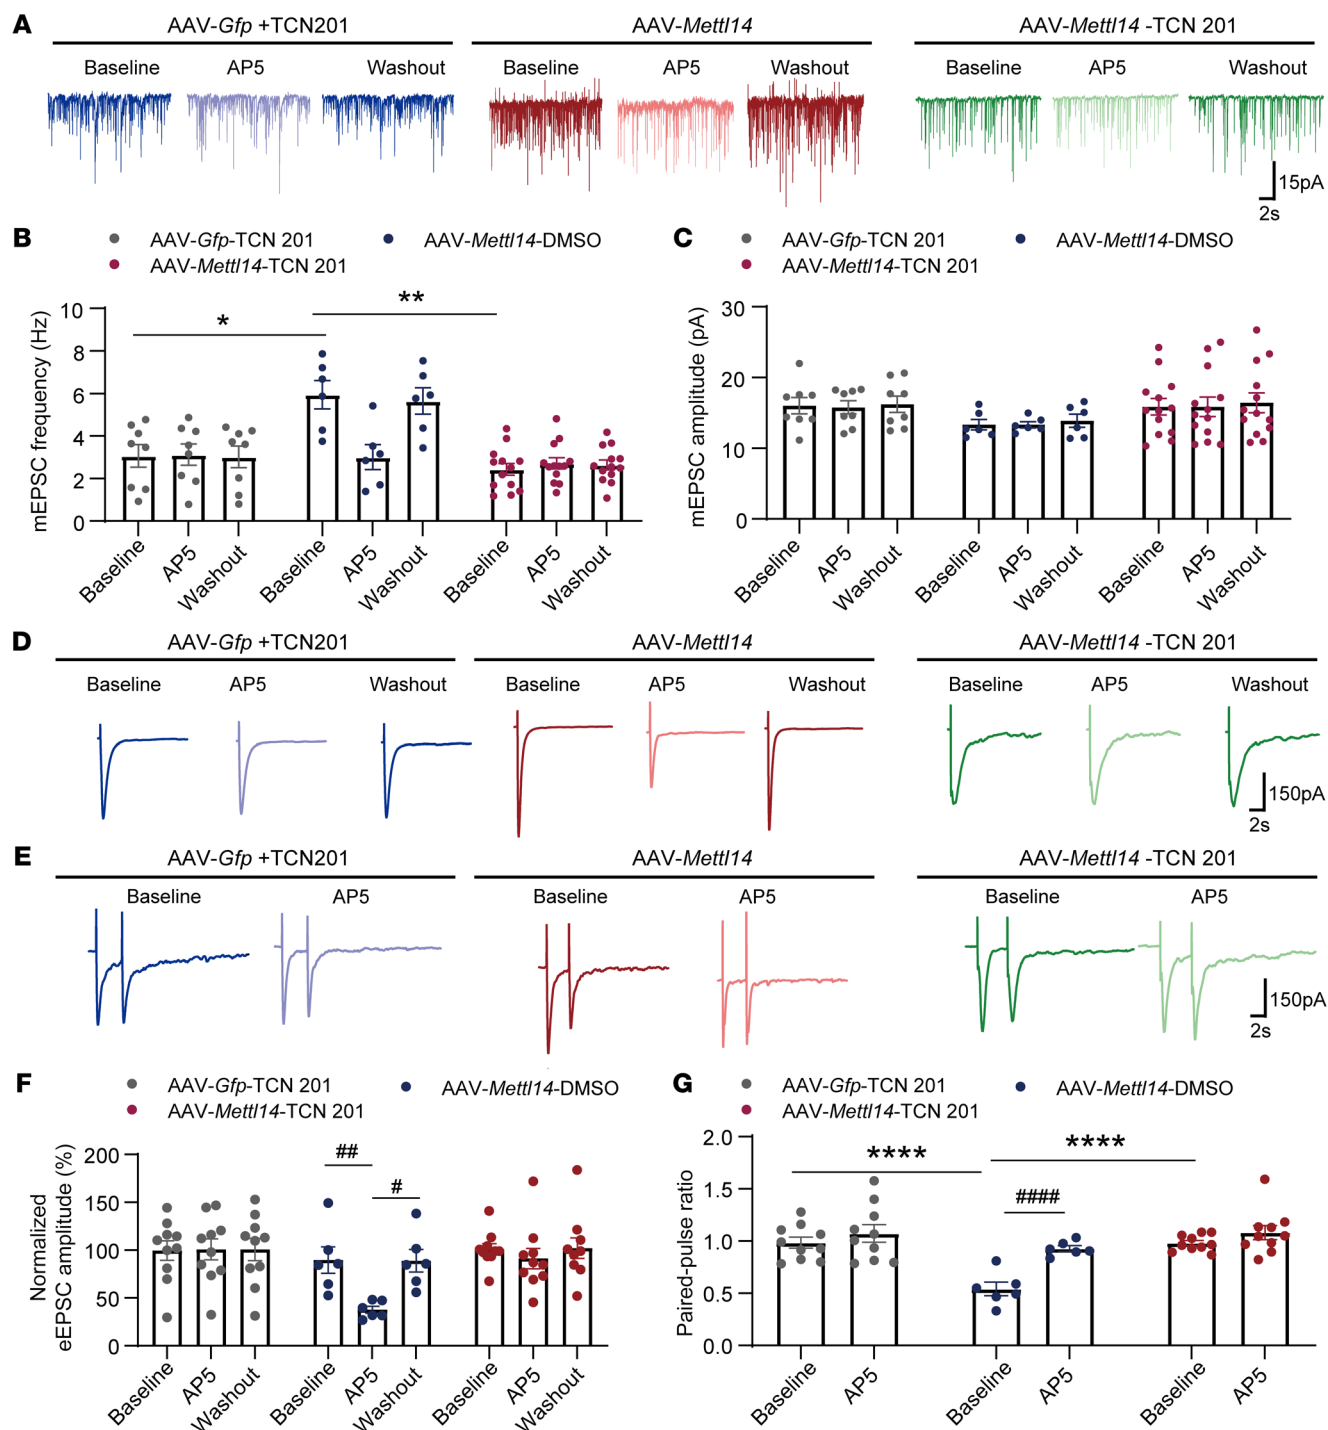 A
AAV-Gfp +TCN201
AAV-Mettl14
AAV-Mettl14 -TCN 201
Baseline AP5 Washout
Baseline AP5 Washout
Baseline AP5 Washout
15pA
2s
B
AAV-Gfp-TCN 201
AAV-Mettl14-DMSO
AAV-Mettl14-TCN 201
mEPSC frequency (Hz)
10
8
6
4
2
0
*
**
Baseline AP5 Washout
Baseline AP5 Washout
Baseline AP5 Washout
C
AAV-Gfp-TCN 201
AAV-Mettl14-DMSO
AAV-Mettl14-TCN 201
mEPSC amplitude (pA)
30
20
10
0
Baseline AP5 Washout
Baseline AP5 Washout
Baseline AP5 Washout
D
AAV-Gfp +TCN201
AAV-Mettl14
AAV-Mettl14 -TCN 201
Baseline AP5 Washout
Baseline AP5 Washout
Baseline AP5 Washout
150pA
2s
E
AAV-Gfp +TCN201
AAV-Mettl14
AAV-Mettl14 -TCN 201
Baseline AP5
Baseline AP5
Baseline AP5
150pA
2s
F
AAV-Gfp-TCN 201
AAV-Mettl14-DMSO
AAV-Mettl14-TCN 201
Normalized
eEPSC amplitude (%)
200
150
100
50
0
##
#
Baseline AP5 Washout
Baseline AP5 Washout
Baseline AP5 Washout
G
AAV-Gfp-TCN 201
AAV-Mettl14-DMSO
AAV-Mettl14-TCN 201
Paired-pulse ratio
2.0
1.5
1.0
0.5
0.0
****
****
####
Baseline AP5
Baseline AP5
Baseline AP5